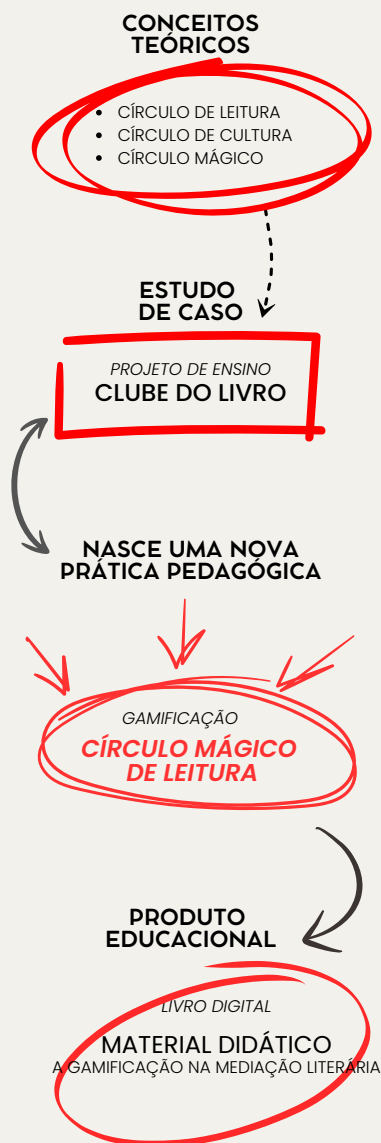 CONCEITOS
TEÓRICOS
• CÍRCULO DE LEITURA
• CÍRCULO DE CULTURA
• CÍRCULO MÁGICO
ESTUDO
DE CASO
PROJETO DE ENSINO
CLUBE DO LIVRO
NASCE UMA NOVA
PRÁTICA PEDAGÓGICA
GAMIFICAÇÃO
CÍRCULO MÁGICO
DE LEITURA
PRODUTO
EDUCACIONAL
LIVRO DIGITAL
MATERIAL DIDÁTICO
A GAMIFICAÇÃO NA MEDIAÇÃO LITERÁRIA